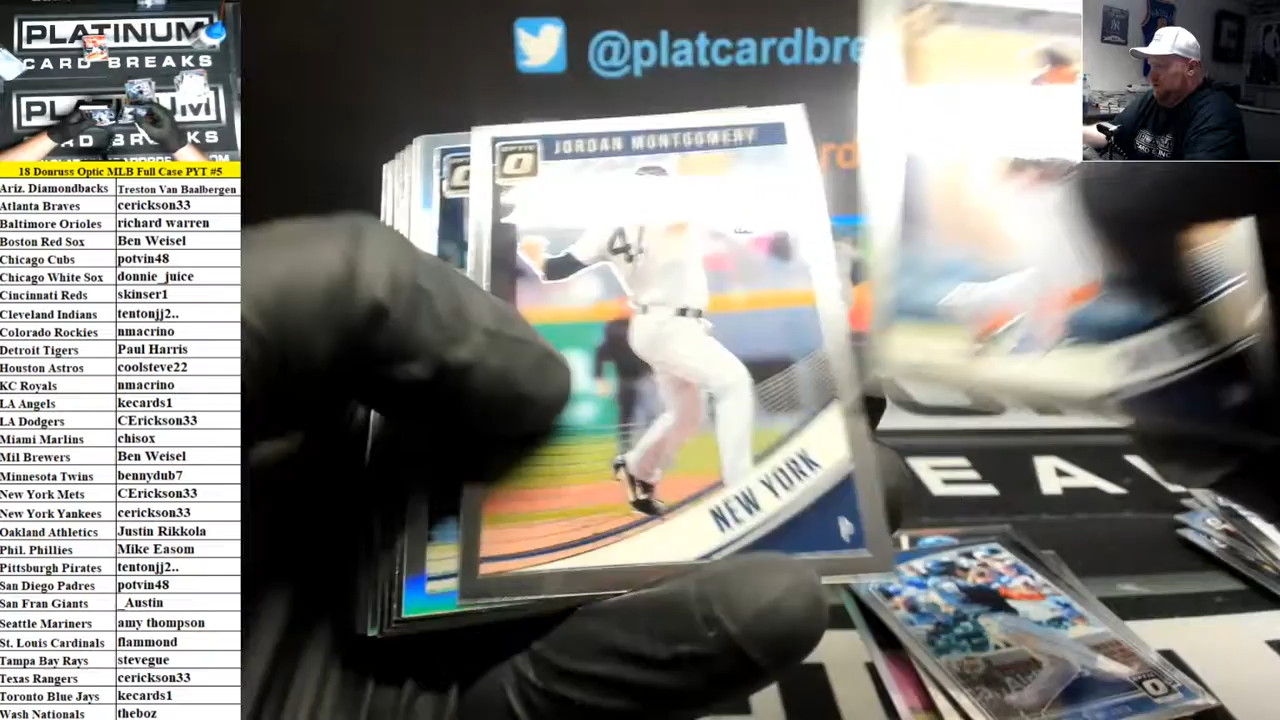 PLATINUM
CARD BREAKS
PLATINUM
CARD BREAKS
18 Donruss Optic MLB Full Case PYT #5
Ariz. Diamondbacks Treston Van Baalbergen
Atlanta Braves cerickson33
Baltimore Orioles richard warren
Boston Red Sox Ben Weisel
Chicago Cubs potvin48
Chicago White Sox donnie_juice
Cincinnati Reds skinser1
Cleveland Indians tentonjj2..
Colorado Rockies nmacrino
Detroit Tigers Paul Harris
Houston Astros coolsteve22
KC Royals nmacrino
LA Angels kecards1
LA Dodgers CErickson33
Miami Marlins chisox
Mil Brewers Ben Weisel
Minnesota Twins bennydub7
New York Mets CErickson33
New York Yankees cerickson33
Oakland Athletics Justin Rikkola
Phil. Phillies Mike Easom
Pittsburgh Pirates tentonjj2..
San Diego Padres potvin48
San Fran Giants _Austin
Seattle Mariners amy thompson
St. Louis Cardinals flammond
Tampa Bay Rays stevegue
Texas Rangers cerickson33
Toronto Blue Jays kecards1
Wash Nationals theboz
@platcardbre
OPTIC
JORDAN MONTGOMERY
NEW YORK
P
EA